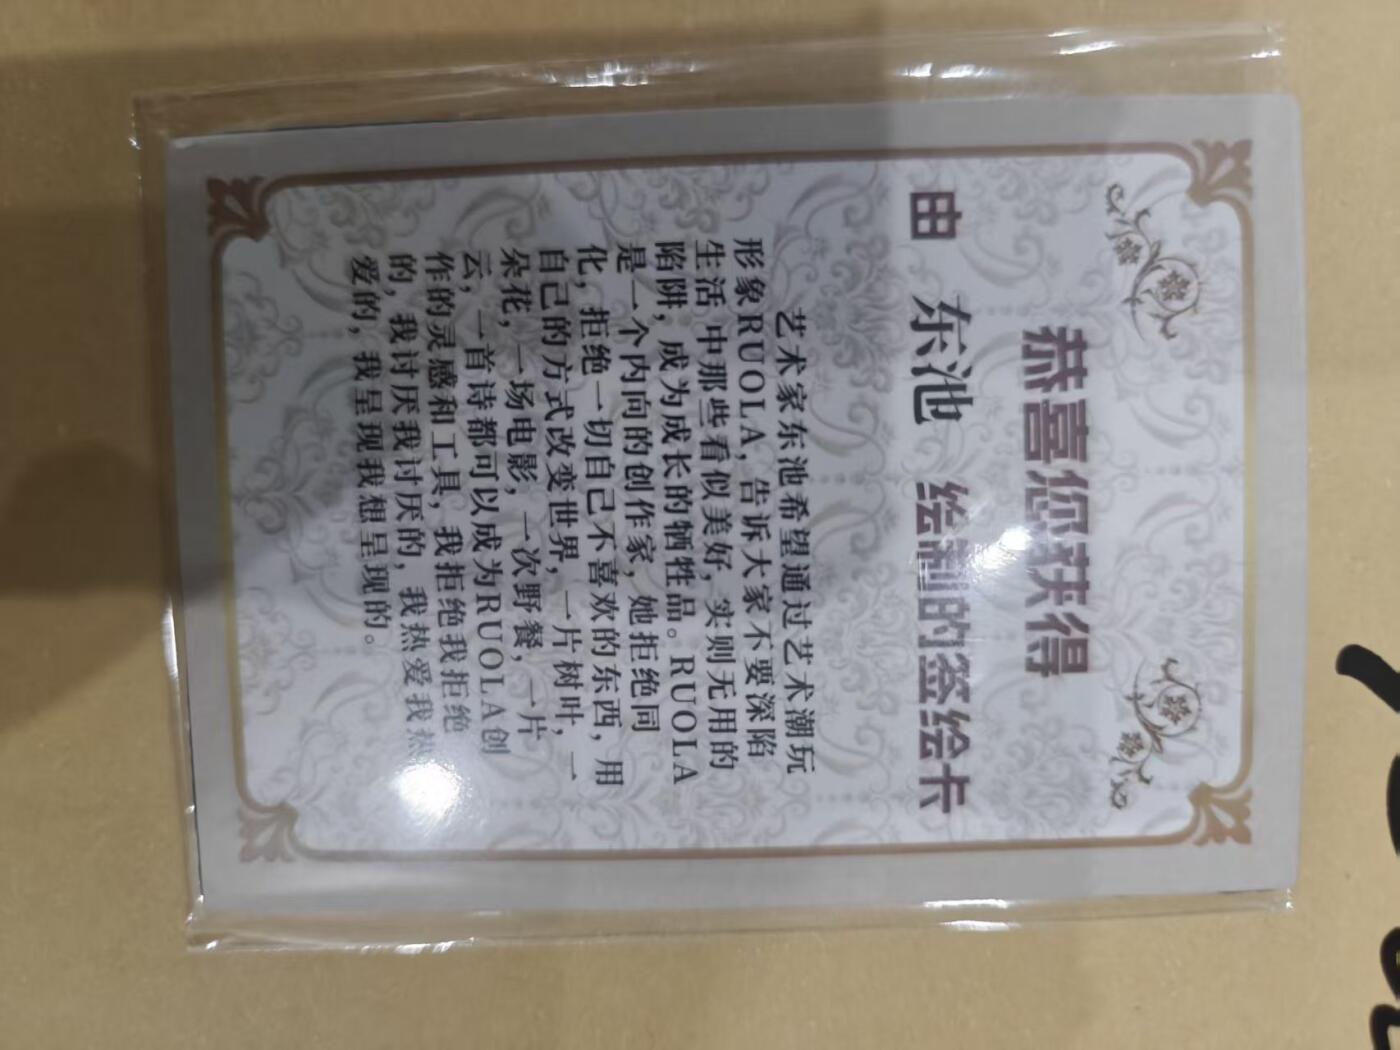 恭喜您获得
由 东池 绘制的签绘卡
艺术家东池希望通过艺术潮玩
形象RUOLA，告诉大家不要深陷
生活中那些看似美好，实则无用的
陷阱，成为成长的牺牲品。RUOLA
是一个内向的创作家，她拒绝同
化，拒绝一切自己不喜欢的东西，用
自己的方式改变世界，一片树叶，一
朵花，一场电影，一次野餐，一片
云，一首诗都可以成为RUOLA创
作的灵感和工具，我拒绝我拒绝
的，我讨厌我讨厌的，我热爱我热
爱的，我呈现我想呈现的。